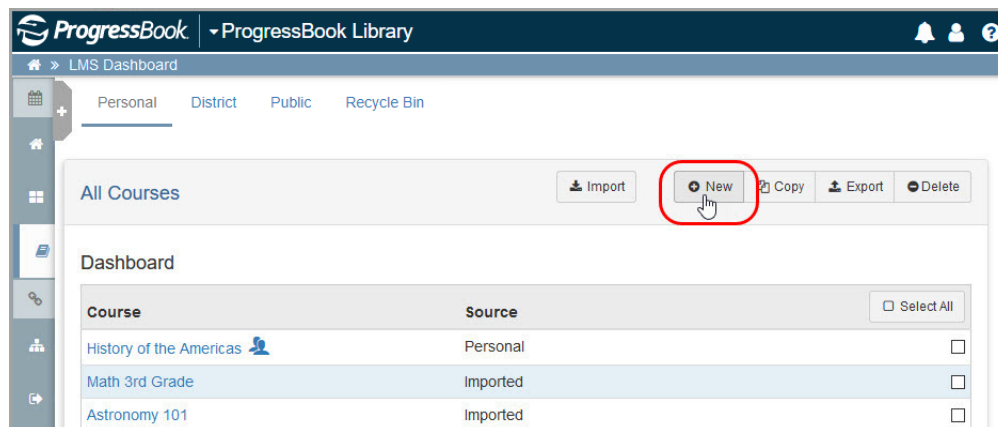 ProgressBook. ProgressBook Library
» LMS Dashboard
Personal District Public Recycle Bin
All Courses Import New Copy Export Delete
Dashboard
Course Source Select All
History of the Americas Personal
Math 3rd Grade Imported
Astronomy 101 Imported